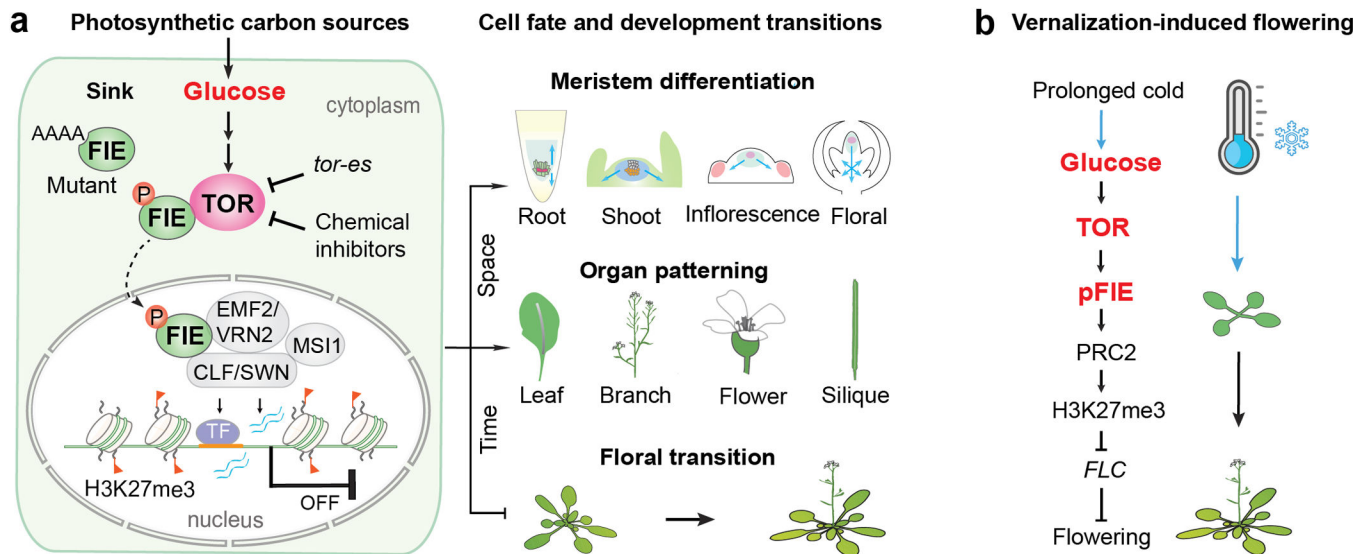 a
Photosynthetic carbon sources
Cell fate and development transitions
b
Vernalization-induced flowering
Sink
Glucose
cytoplasm
AAAA
FIE
Mutant
tor-es
P
FIE
TOR
Chemical
inhibitors
P
FIE
EMF2/
VRN2
MSI1
CLF/SWN
TF
H3K27me3
OFF
nucleus
Space
Time
Meristem differentiation
Root
Shoot
Inflorescence
Floral
Organ patterning
Leaf
Branch
Flower
Silique
Floral transition
Prolonged cold
Glucose
TOR
pFIE
PRC2
H3K27me3
FLC
Flowering